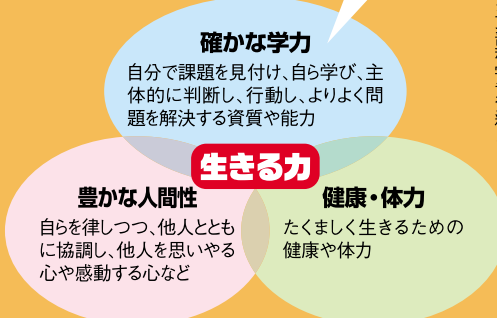 確かな学力
自分で課題を見付け、自ら学び、主
体的に判断し、行動し、よりよく問
題を解決する資質や能力
生きる力
豊かな人間性
自らを律しつつ、他人ととも
に協調し、他人を思いやる
心や感動する心など
健康・体力
たくましく生きるための
健康や体力